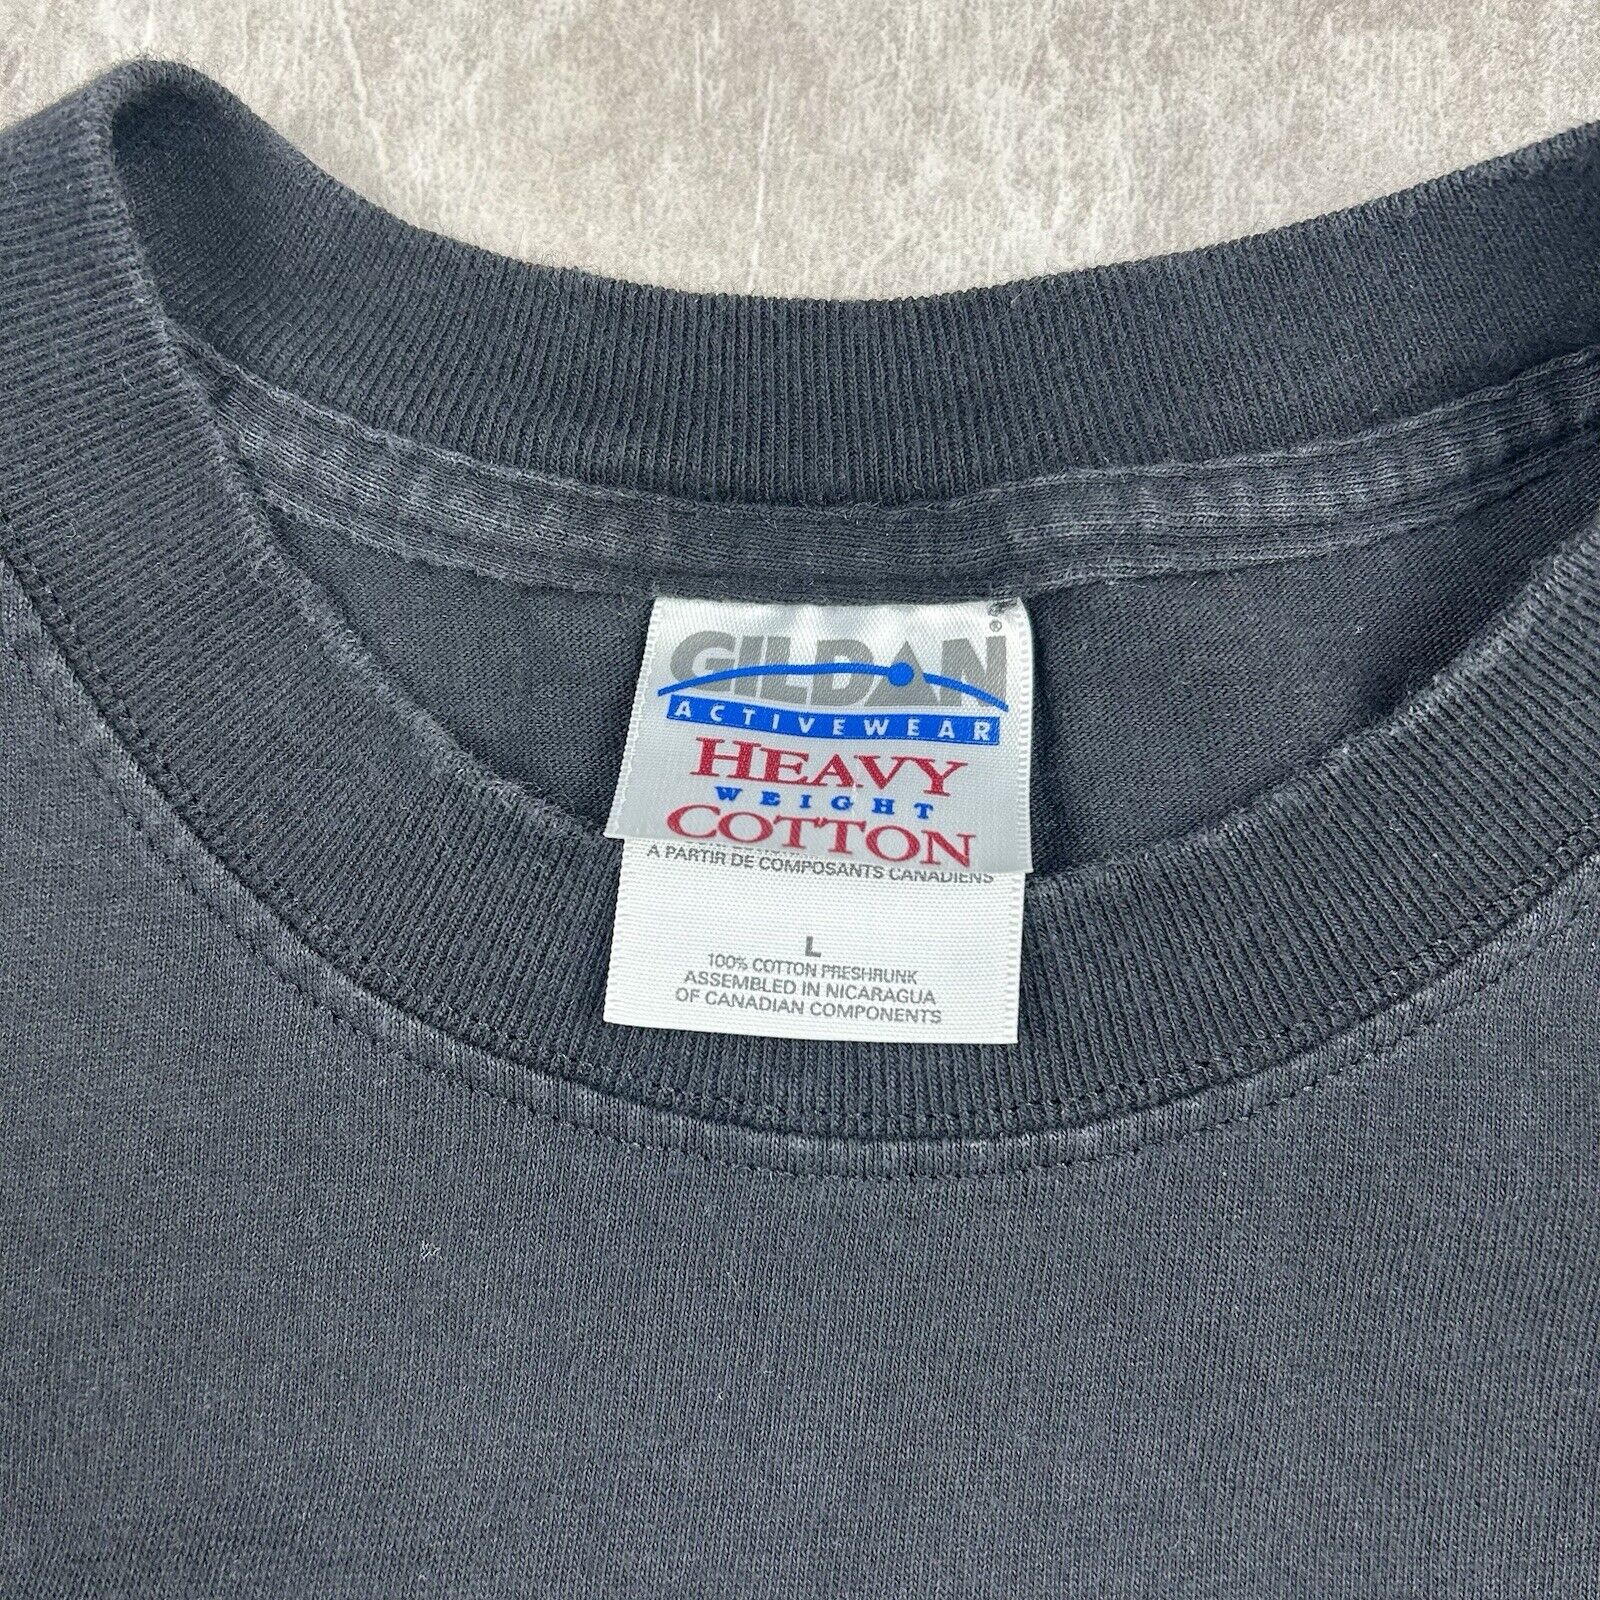 GILDAN®
ACTIVEWEAR
HEAVY
WEIGHT
COTTON
A PARTIR DE COMPOSANTS CANADIENS
L
100% COTTON PRESHRUNK
ASSEMBLED IN NICARAGUA
OF CANADIAN COMPONENTS